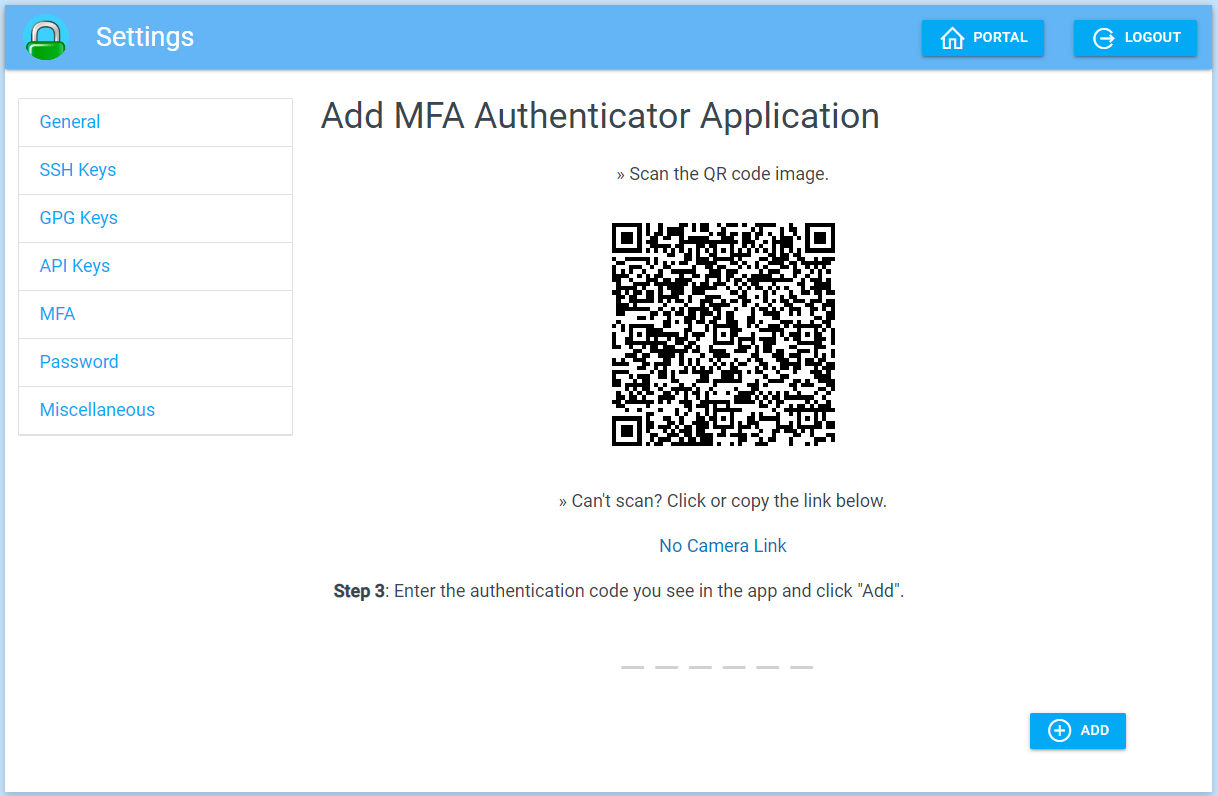 Settings
PORTAL
LOGOUT
General
SSH Keys
GPG Keys
API Keys
MFA
Password
Miscellaneous
Add MFA Authenticator Application
» Scan the QR code image.
» Can't scan? Click or copy the link below.
No Camera Link
Step 3: Enter the authentication code you see in the app and click "Add".
ADD